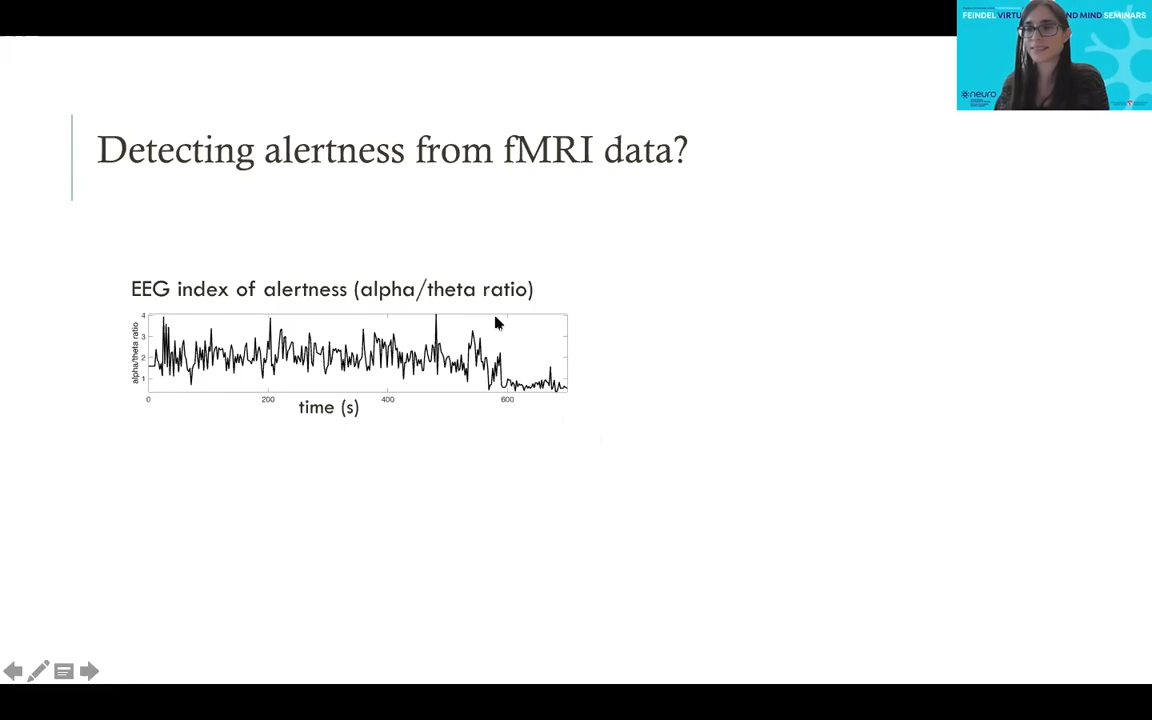 FEINDEL VIRTU ND MIND SEMINARS
neuro
Detecting alertness from fMRI data?
EEG index of alertness (alpha/theta ratio)
alpha/theta ratio
4
3
2
1
0 200 400 600
time (s)